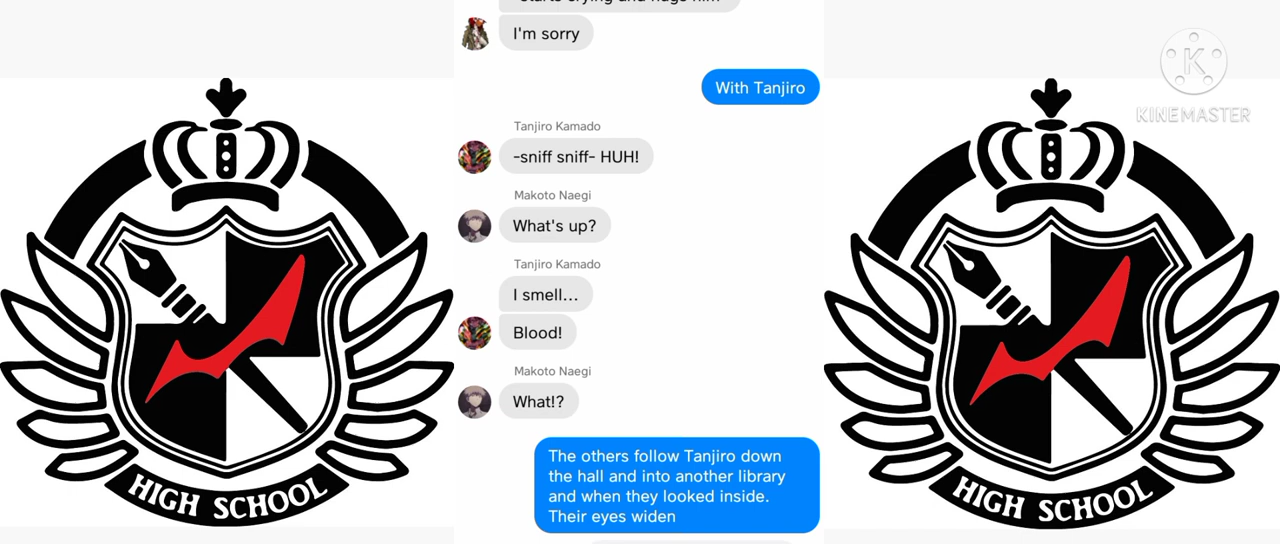 I'm sorry
With Tanjiro
Tanjiro Kamado
-sniff sniff- HUH!
Makoto Naegi
What's up?
Tanjiro Kamado
I smell...
Blood!
Makoto Naegi
What!?
The others follow Tanjiro down
the hall and into another library
and when they looked inside.
Their eyes widen
HIGH SCHOOL
HIGH SCHOOL
K
KINEMASTER